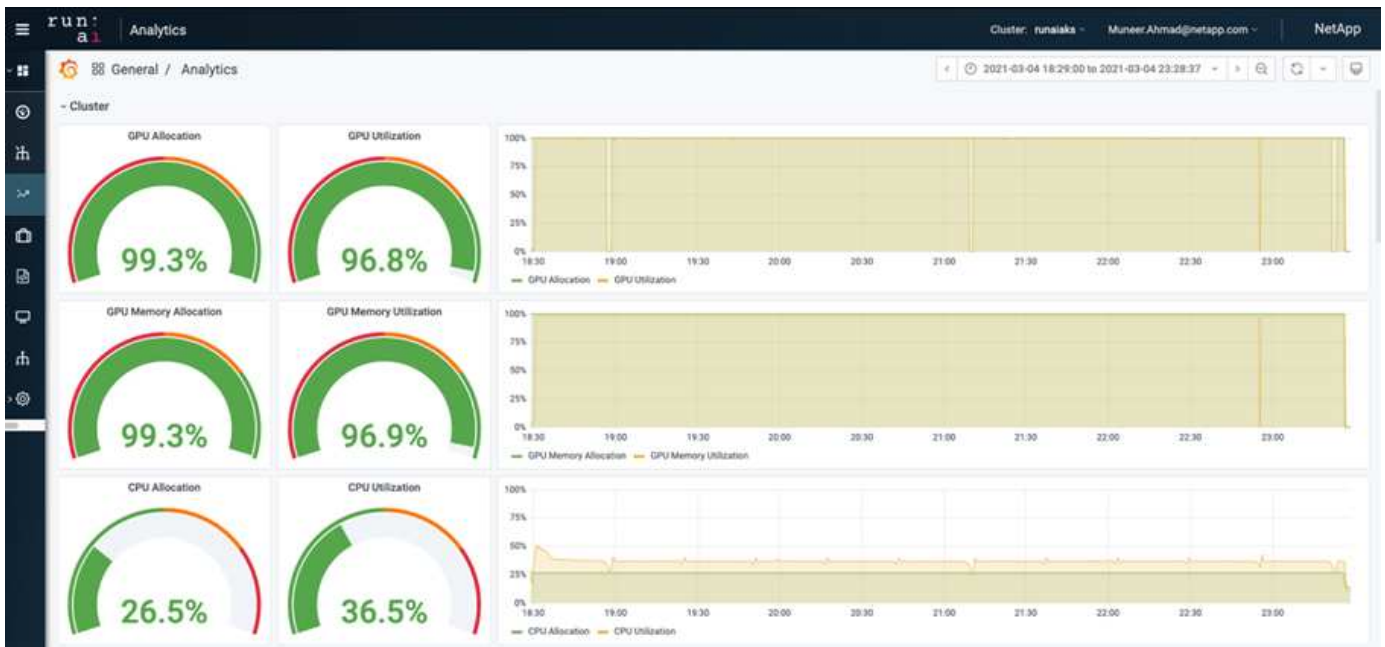 run:
ai
Analytics
Cluster: runaiaks
Muneer.Ahmad@netapp.com
NetApp
General / Analytics
2021-03-04 18:29:00 to 2021-03-04 23:28:37
Cluster
GPU Allocation
99.3%
GPU Utilization
96.8%
100%
75%
50%
25%
0%
18:30 19:00 19:30 20:00 20:30 21:00 21:30 22:00 22:30 23:00
GPU Allocation GPU Utilization
GPU Memory Allocation
99.3%
GPU Memory Utilization
96.9%
100%
75%
50%
25%
0%
18:30 19:00 19:30 20:00 20:30 21:00 21:30 22:00 22:30 23:00
GPU Memory Allocation GPU Memory Utilization
CPU Allocation
26.5%
CPU Utilization
36.5%
100%
75%
50%
25%
0%
18:30 19:00 19:30 20:00 20:30 21:00 21:30 22:00 22:30 23:00
CPU Allocation CPU Utilization